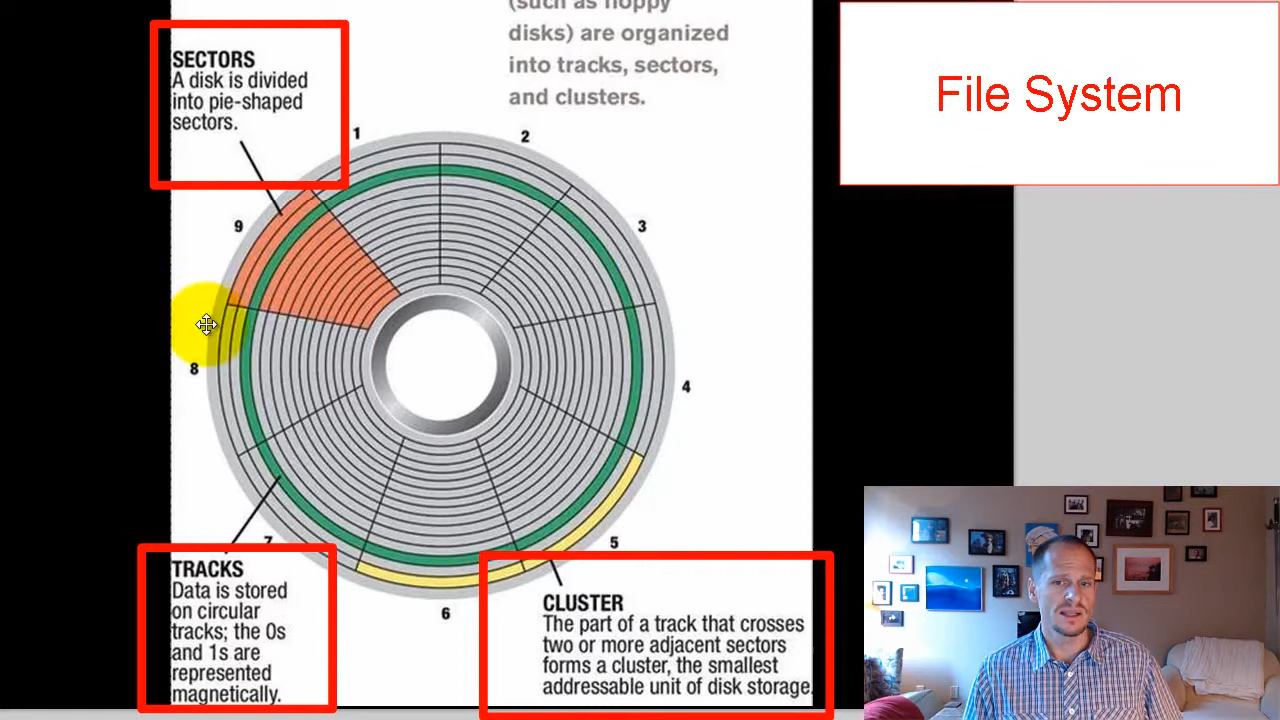 (such as floppy
disks) are organized
into tracks, sectors,
and clusters.
File System
SECTORS
A disk is divided
into pie-shaped
sectors.
1
2
3
4
5
6
7
8
9
TRACKS
Data is stored
on circular
tracks; the 0s
and 1s are
represented
magnetically.
CLUSTER
The part of a track that crosses
two or more adjacent sectors
forms a cluster, the smallest
addressable unit of disk storage.